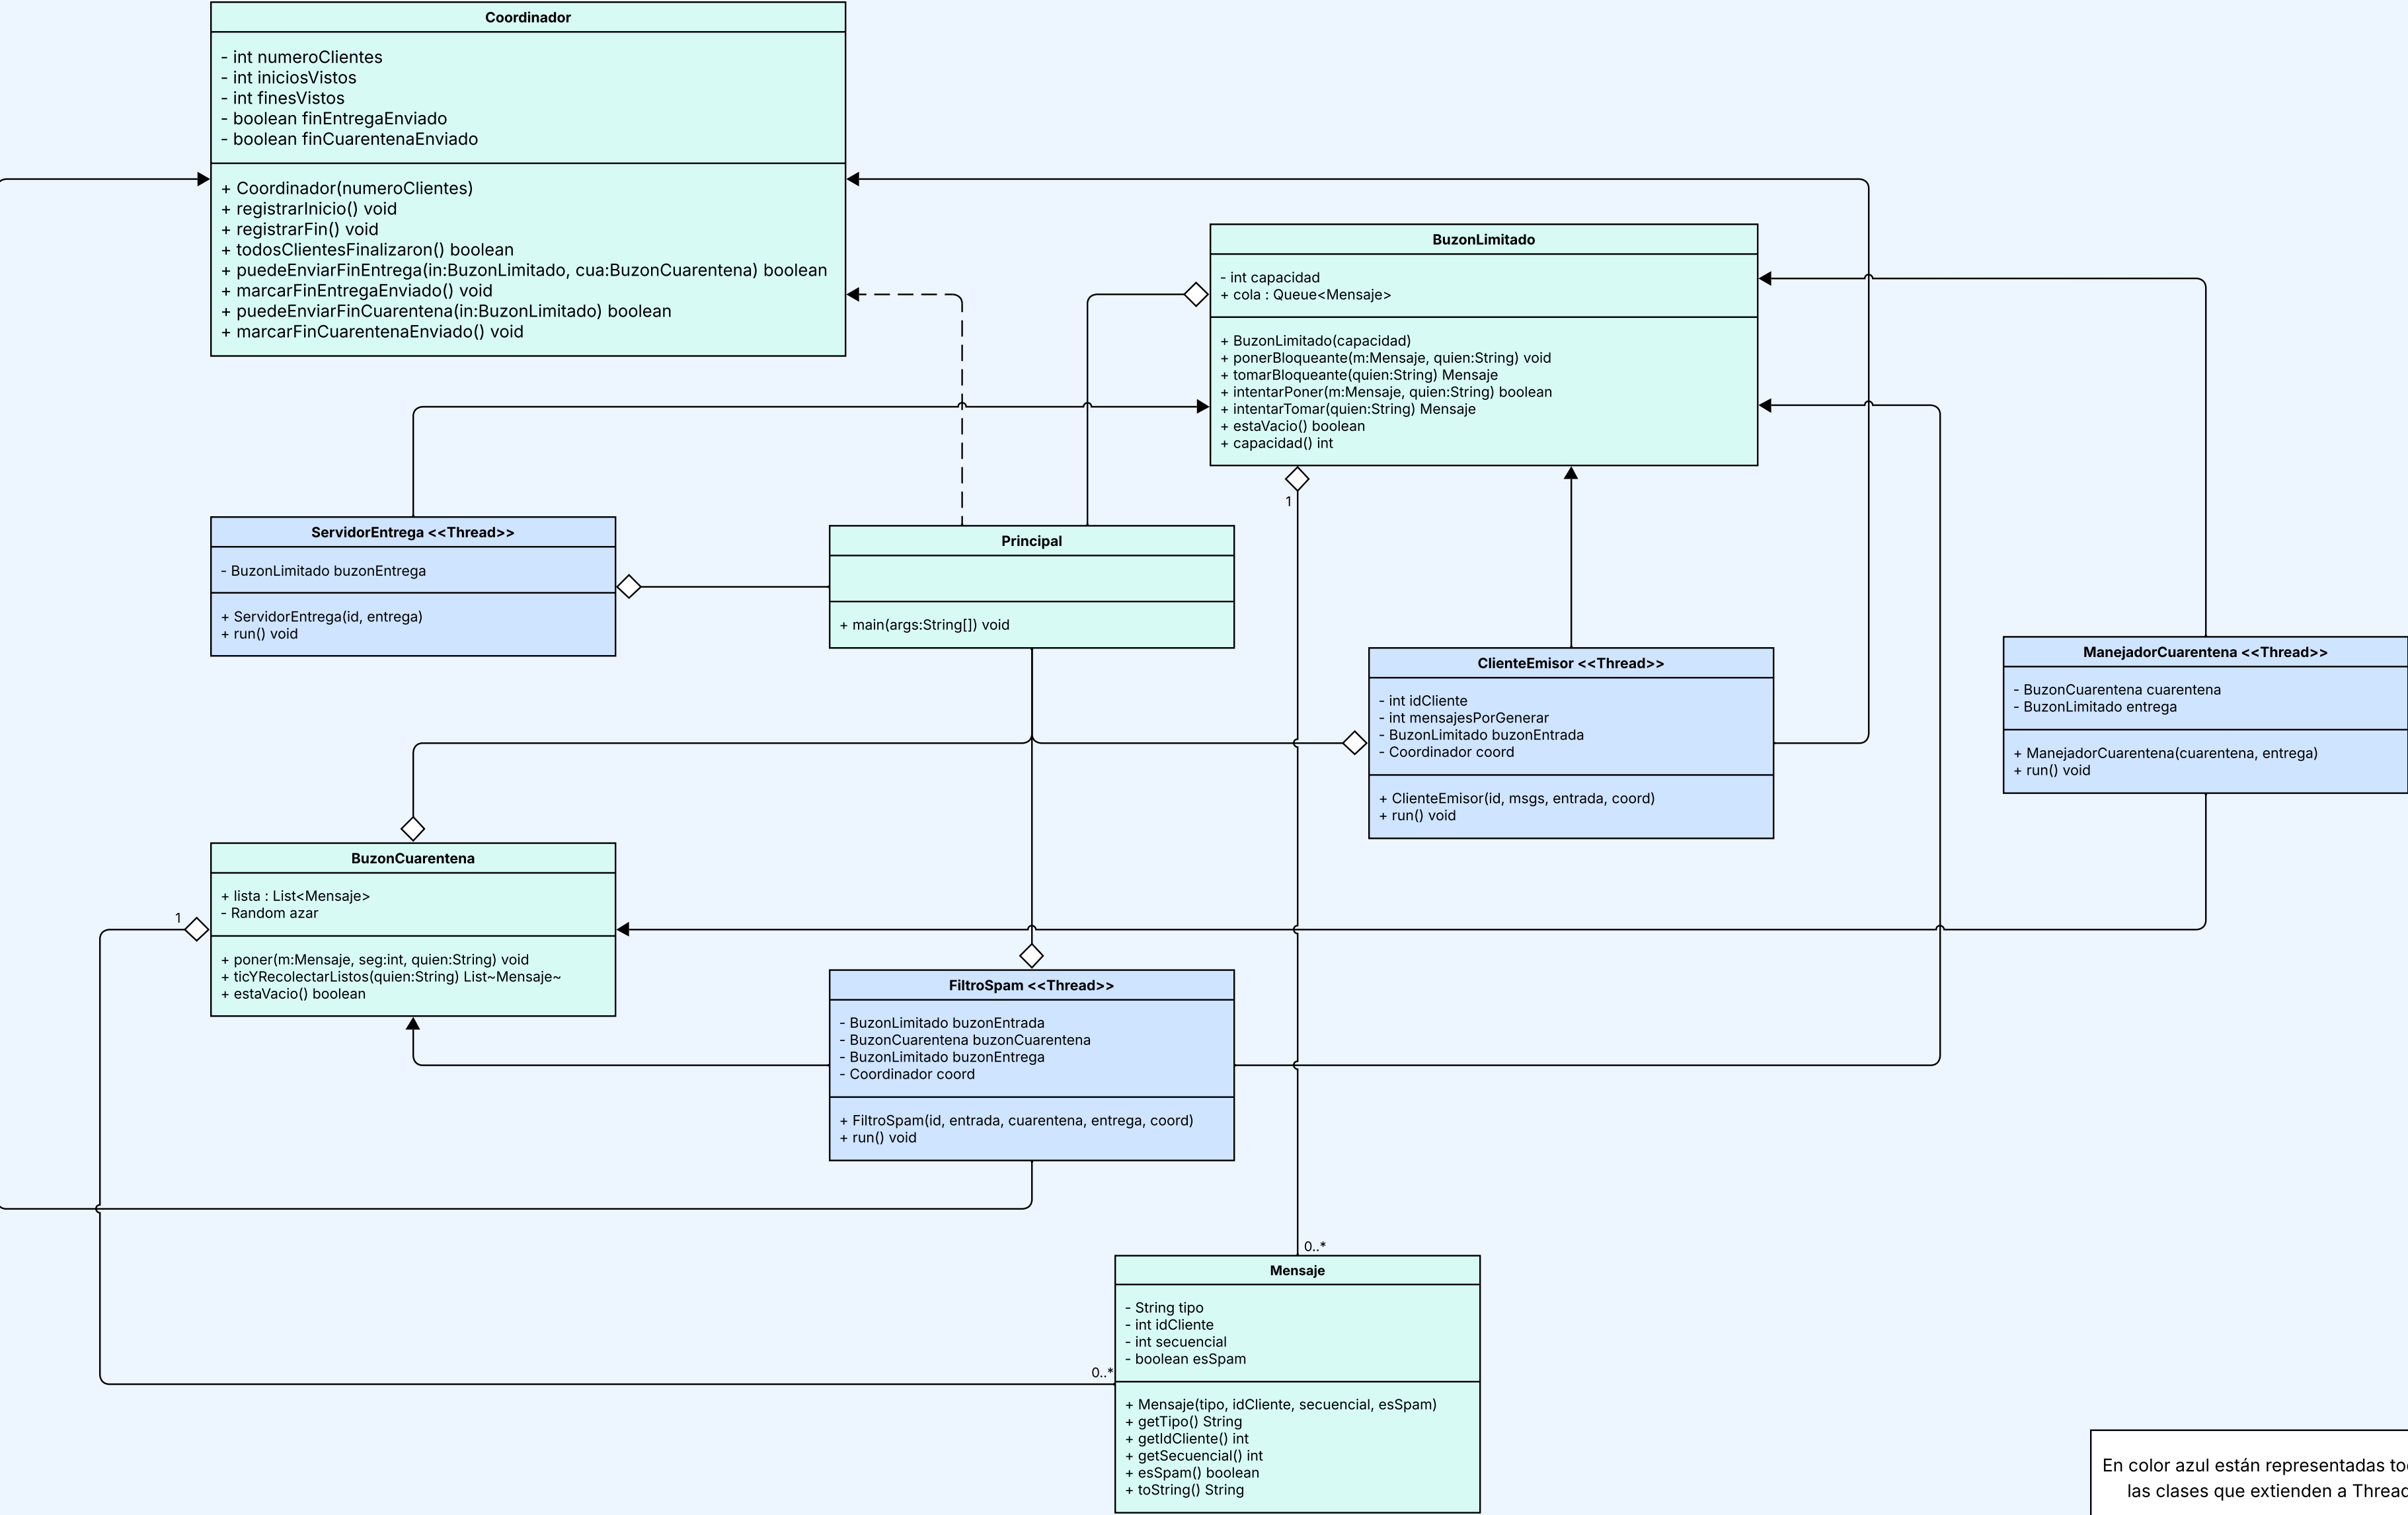 Coordinador
- int numeroClientes
- int iniciosVistos
- int finesVistos
- boolean finEntregaEnviado
- boolean finCuarentenaEnviado
+ Coordinador(numeroClientes)
+ registrarInicio() void
+ registrarFin() void
+ todosClientesFinalizaron() boolean
+ puedeEnviarFinEntrega(in:BuzonLimitado, cua:BuzonCuarentena) boolean
+ marcarFinEntregaEnviado() void
+ puedeEnviarFinCuarentena(in:BuzonLimitado) boolean
+ marcarFinCuarentenaEnviado() void
BuzonLimitado
- int capacidad
+ cola : Queue<Mensaje>
+ BuzonLimitado(capacidad)
+ ponerBloqueante(m:Mensaje, quien:String) void
+ tomarBloqueante(quien:String) Mensaje
+ intentarPoner(m:Mensaje, quien:String) boolean
+ intentarTomar(quien:String) Mensaje
+ estaVacio() boolean
+ capacidad() int
1
ServidorEntrega <<Thread>>
- BuzonLimitado buzonEntrega
+ ServidorEntrega(id, entrega)
+ run() void
Principal
+ main(args:String[]) void
ClienteEmisor <<Thread>>
- int idCliente
- int mensajesPorGenerar
- BuzonLimitado buzonEntrada
- Coordinador coord
+ ClienteEmisor(id, msgs, entrada, coord)
+ run() void
ManejadorCuarentena <<Thread>>
- BuzonCuarentena cuarentena
- BuzonLimitado entrega
+ ManejadorCuarentena(cuarentena, entrega)
+ run() void
BuzonCuarentena
+ lista : List<Mensaje>
- Random azar
+ poner(m:Mensaje, seg:int, quien:String) void
+ ticYRecolectarListos(quien:String) List~Mensaje~
+ estaVacio() boolean
1
FiltroSpam <<Thread>>
- BuzonLimitado buzonEntrada
- BuzonCuarentena buzonCuarentena
- BuzonLimitado buzonEntrega
- Coordinador coord
+ FiltroSpam(id, entrada, cuarentena, entrega, coord)
+ run() void
0..*
Mensaje
- String tipo
- int idCliente
- int secuencial
- boolean esSpam
0..*
+ Mensaje(tipo, idCliente, secuencial, esSpam)
+ getTipo() String
+ getIdCliente() int
+ getSecuencial() int
+ esSpam() boolean
+ toString() String
En color azul están representadas
las clases que extienden a Thread